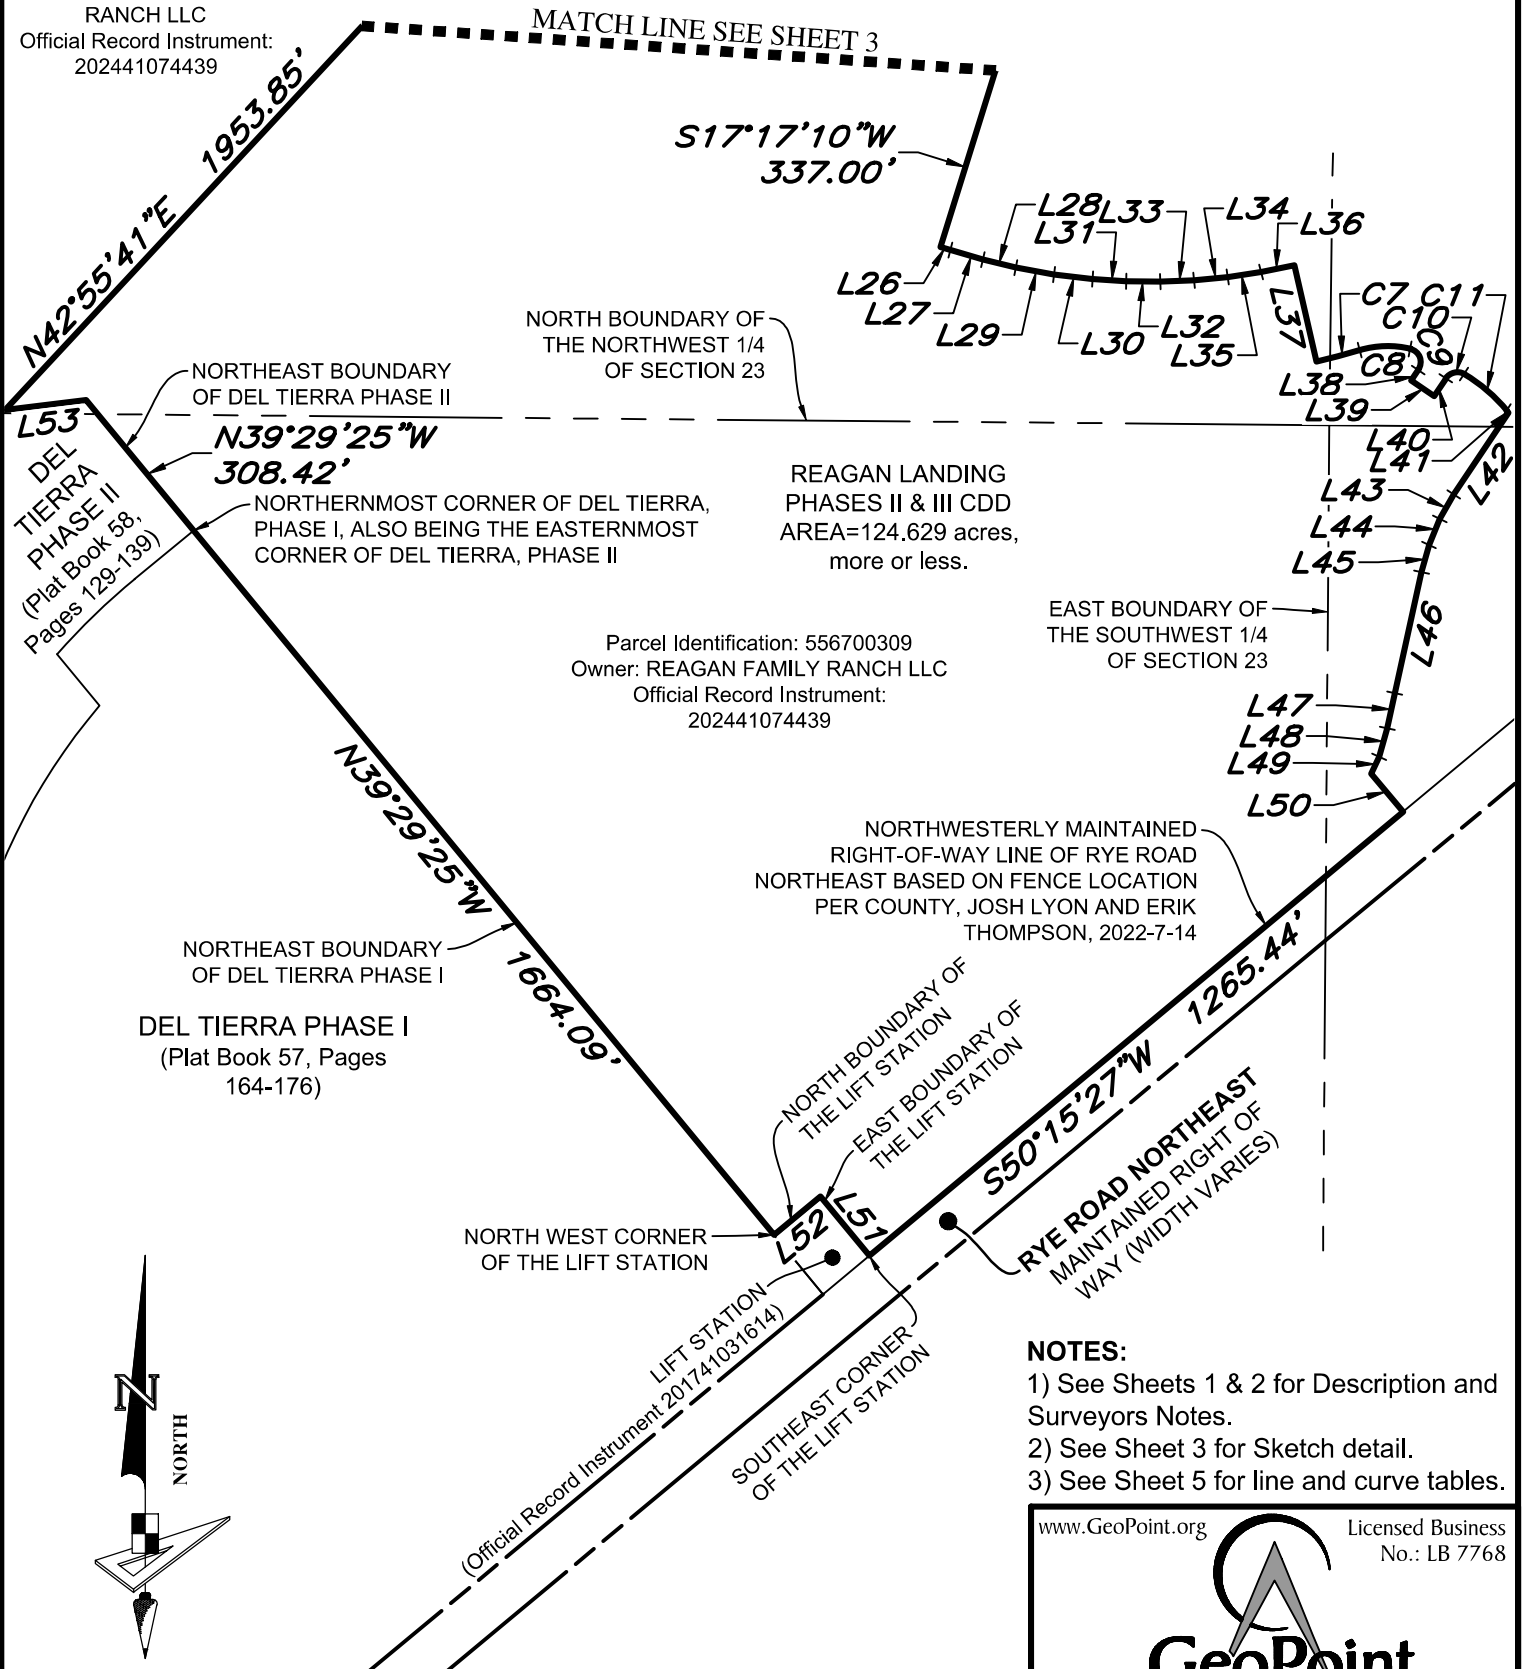 RANCH LLC
Official Record Instrument:
202441074439
MATCH LINE SEE SHEET 3
N42°55'41"E 1953.85'
S17°17'10"W
337.00'
L26
L27
L28
L29
L30
L31
L32
L33
L34
L35
L36
L37
C7
C11
C10
C9
C8
L38
L39
L40
L41
L42
L43
L44
L45
L46
L47
L48
L49
L50
NORTH BOUNDARY OF
THE NORTHWEST 1/4
OF SECTION 23
NORTHEAST BOUNDARY
OF DEL TIERRA PHASE II
L53
N39°29'25"W
308.42'
DEL
TIERRA
PHASE II
(Plat Book 58,
Pages 129-139)
NORTHERNMOST CORNER OF DEL TIERRA,
PHASE I, ALSO BEING THE EASTERNMOST
CORNER OF DEL TIERRA, PHASE II
REAGAN LANDING
PHASES II & III CDD
AREA=124.629 acres,
more or less.
Parcel Identification: 556700309
Owner: REAGAN FAMILY RANCH LLC
Official Record Instrument:
202441074439
EAST BOUNDARY OF
THE SOUTHWEST 1/4
OF SECTION 23
N39°29'25"W 1664.09'
NORTHWESTERLY MAINTAINED
RIGHT-OF-WAY LINE OF RYE ROAD
NORTHEAST BASED ON FENCE LOCATION
PER COUNTY, JOSH LYON AND ERIK
THOMPSON, 2022-7-14
NORTHEAST BOUNDARY
OF DEL TIERRA PHASE I
DEL TIERRA PHASE I
(Plat Book 57, Pages
164-176)
NORTH BOUNDARY OF
THE LIFT STATION
EAST BOUNDARY OF
THE LIFT STATION
S50°15'27"W 1265.44'
RYE ROAD NORTHEAST
MAINTAINED RIGHT OF
WAY (WIDTH VARIES)
L51
L52
NORTH WEST CORNER
OF THE LIFT STATION
LIFT STATION
(Official Record Instrument 201741031614)
SOUTHEAST CORNER
OF THE LIFT STATION
N
NORTH
NOTES:
1) See Sheets 1 & 2 for Description and
Surveyors Notes.
2) See Sheet 3 for Sketch detail.
3) See Sheet 5 for line and curve tables.
www.GeoPoint.org
Licensed Business
No.: LB 7768
GeoPoint